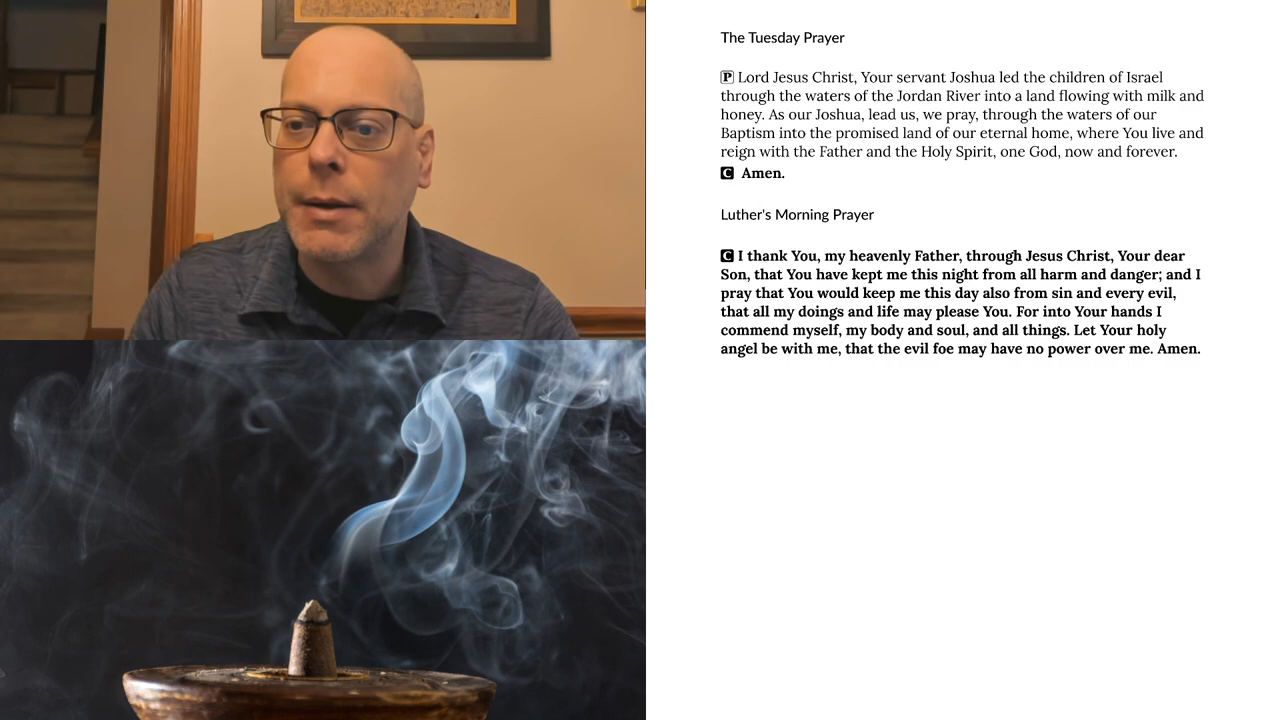 The Tuesday Prayer
P Lord Jesus Christ, Your servant Joshua led the children of Israel
through the waters of the Jordan River into a land flowing with milk and
honey. As our Joshua, lead us, we pray, through the waters of our
Baptism into the promised land of our eternal home, where You live and
reign with the Father and the Holy Spirit, one God, now and forever.
C Amen.
Luther's Morning Prayer
C I thank You, my heavenly Father, through Jesus Christ, Your dear
Son, that You have kept me this night from all harm and danger; and I
pray that You would keep me this day also from sin and every evil,
that all my doings and life may please You. For into Your hands I
commend myself, my body and soul, and all things. Let Your holy
angel be with me, that the evil foe may have no power over me. Amen.